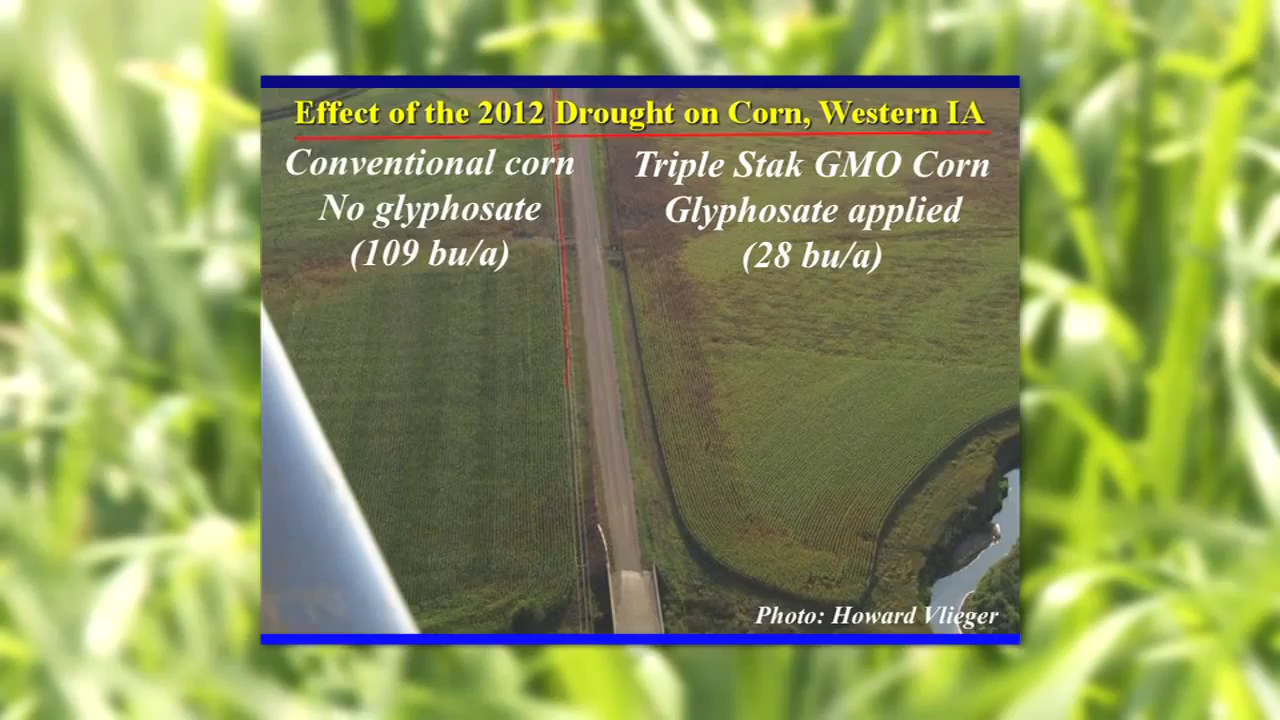 Effect of the 2012 Drought on Corn, Western IA
Conventional corn
No glyphosate
(109 bu/a)
Triple Stak GMO Corn
Glyphosate applied
(28 bu/a)
Photo: Howard Vlieger